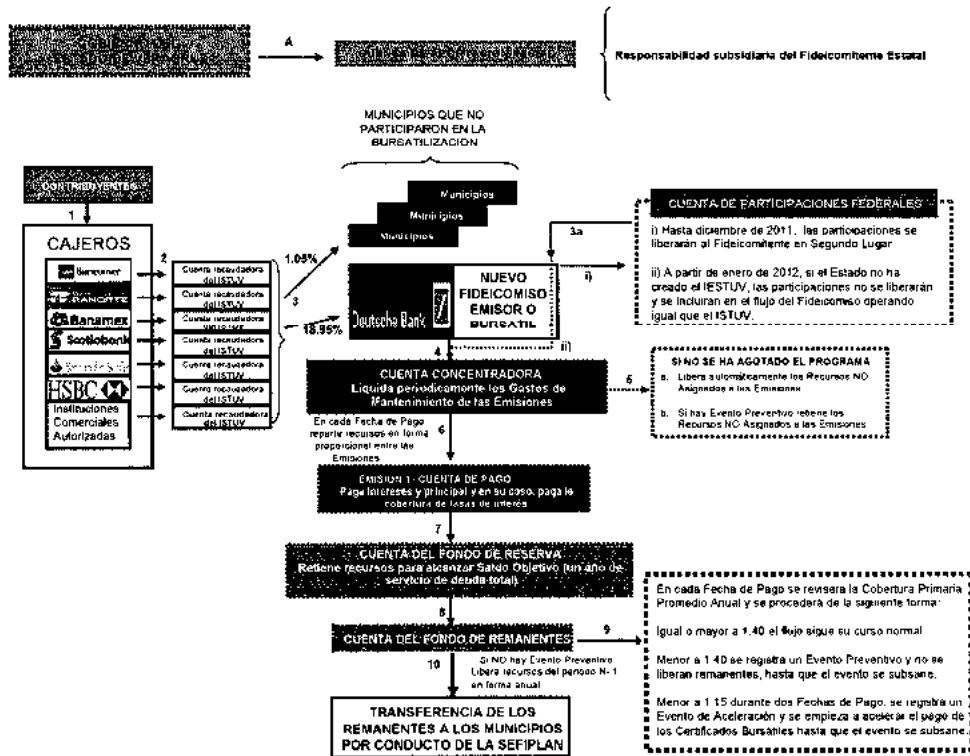 A
Responsabilidad subsidiaria del Fideicomitente Estatal
MUNICIPIOS QUE NO
PARTICIPARON EN LA
BURSATILIZACION
Municipios
Municipios
Municipios
CONTRIBUYENTES
1
CAJEROS
Bancomer
BANORTE
Banamex
Scotiabank
HSBC
Instituciones
Comerciales
Autorizadas
2
Cuenta recaudadora
del ISTUV
Cuenta recaudadora
del ISTUV
Cuenta recaudadora
Cuenta recaudadora
del ISTUV
Cuenta recaudadora
del ISTUV
Cuenta recaudadora
del ISTUV
Cuenta recaudadora
del ISTUV
1.05%
3
18.95%
Deutsche Bank
NUEVO
FIDEICOMISO
EMISOR O
BURSATIL
3a
i)
ii)
CUENTA DE PARTICIPACIONES FEDERALES
i) Hasta diciembre de 2011, las participaciones se
liberarán al Fideicomitente en Segundo Lugar
ii) A partir de enero de 2012, si el Estado no ha
creado el IESTUV, las participaciones no se liberarán
y se incluiran en el flujo del Fideicomiso operando
igual que el ISTUV.
4
CUENTA CONCENTRADORA
Liquida periodicamente los Gastos de
Mantenimiento de las Emisiones
5
SI NO SE HA AGOTADO EL PROGRAMA
a. Libera automáticamente los Recursos NO
Asignados a las Emisiones
b. Si hay Evento Preventivo retiene los
Recursos NO Asignados a las Emisiones
En cada Fecha de Pago
reparte recursos en forma
proporcional entre las
Emisiones
6
EMISION 1- CUENTA DE PAGO
Paga intereses y principal y en su caso, paga la
cobertura de tasas de interés
7
CUENTA DEL FONDO DE RESERVA
Retiene recursos para alcanzar Saldo Objetivo (un año de
servicio de deuda total)
8
CUENTA DEL FONDO DE REMANENTES
9
En cada Fecha de Pago se revisara la Cobertura Primaria
Promedio Anual y se procederá de la siguiente forma:
Igual o mayor a 1.40 el flujo sigue su curso normal
Menor a 1.40 se registra un Evento Preventivo y no se
liberan remanentes, hasta que el evento se subsane.
Menor a 1.15 durante dos Fechas de Pago, se registra un
Evento de Aceleración y se empieza a acelerar el pago de
los Certificados Bursátiles hasta que el evento se subsane.
10
Si NO hay Evento Preventivo
Libera recursos del periodo N-1
en forma anual
TRANSFERENCIA DE LOS
REMANENTES A LOS MUNICIPIOS
POR CONDUCTO DE LA SEFIPLAN